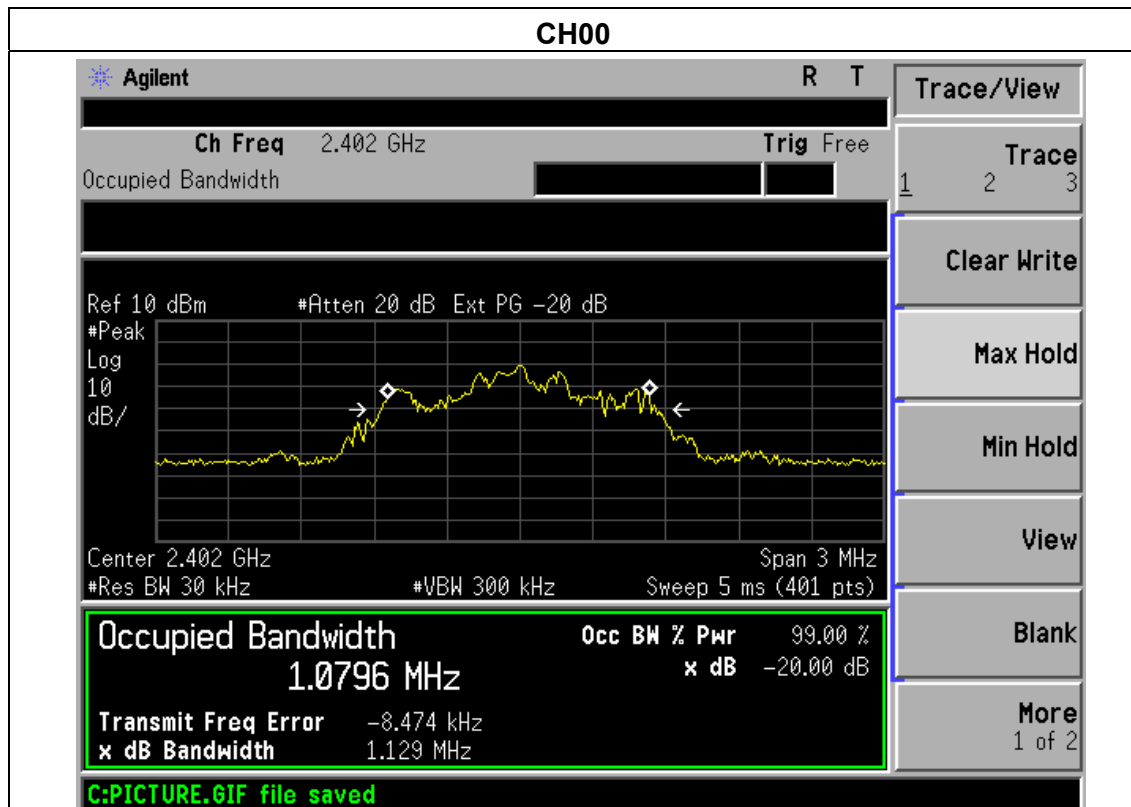 CH00
Agilent R T
Trace/View
Ch Freq 2.402 GHz Trig Free
Occupied Bandwidth
Trace
1 2 3
Clear Write
Ref 10 dBm #Atten 20 dB Ext PG -20 dB
#Peak
Log
10
dB/
Max Hold
Min Hold
View
Center 2.402 GHz Span 3 MHz
#Res BW 30 kHz #VBW 300 kHz Sweep 5 ms (401 pts)
Occupied Bandwidth Occ BW % Pwr 99.00 %
1.0796 MHz x dB -20.00 dB
Blank
Transmit Freq Error -8.474 kHz
x dB Bandwidth 1.129 MHz
More
1 of 2
C:PICTURE.GIF file saved